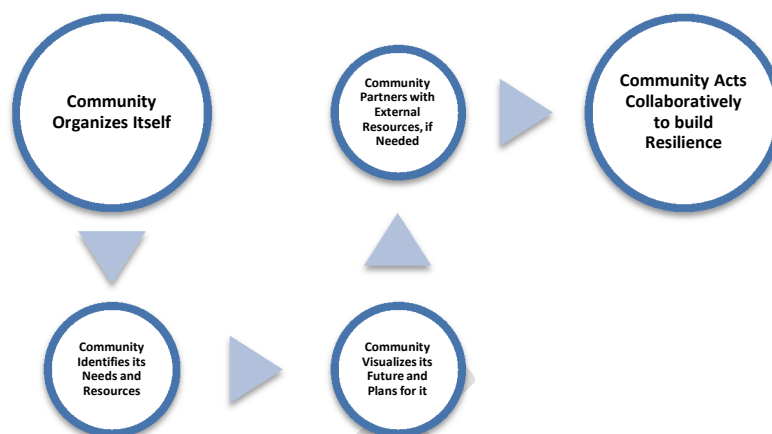 Community
Organizes Itself
Community
Identifies its
Needs and
Resources
Community
Visualizes its
Future and
Plans for it
Community
Partners with
External
Resources, if
Needed
Community Acts
Collaboratively
to build
Resilience